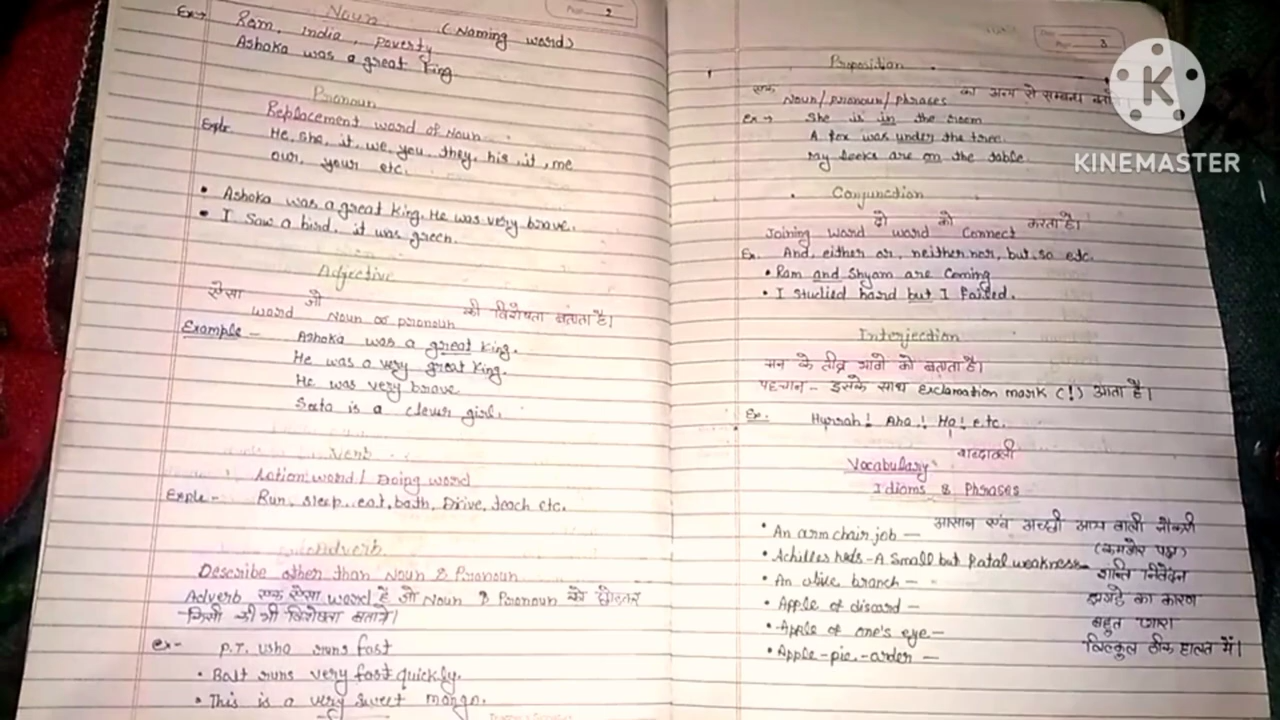 Page 2
Noun (Naming word)
Ex→ Ram, India, Poverty
Ashoka was a great king
Pronoun
Replacement word of Noun
Exple- He, she, it, we, you, they, his, it, me
our, your etc.
• Ashoka was a great king. He was very brave.
• I saw a bird. it was green.
Adjective
ऐसा word जो Noun or pronoun की विशेषता बताता है।
Example - Ashoka was a great king.
He was a very great king.
He was very brave
Seeta is a clever girl.
Verb
Action word / Doing word
Exple- Run, sleep, eat, bath, Drive, teach etc.
Adverb
Describe other than Noun & Pronoun
Adverb एक ऐसा word है जो Noun & Pronoun को छोड़कर
किसी की भी विशेषता बताये।
ex- P.T. usha runs fast
• Bolt runs very fast quickly.
• This is a very sweet mango.
Page 3
Preposition
एक Noun/pronoun/phrases का अन्य से सम्बन्ध
ex→ She is in the room
A fox was under the tree.
My books are on the table
Conjunction
Joining word दो word को Connect करता है।
Ex. And, either or, neither nor, but, so etc.
• Ram and Shyam are Coming
• I studied hard but I failed.
Interjection
मन के तीव्र भावो को बताता है।
पहचान - इसके साथ Exclamation mark (!) आता है।
Ex. Hurrah! Aha! Ha! etc.
Vocabulary शब्दावली
Idioms & Phrases
• An arm chair job — आसान एवं अच्छी आय वाली नौकरी
• Achilles heels - A Small but Fatal weakness (कमजोर पक्ष)
• An olive branch — शान्ति निवेदन
• Apple of discard — झगडे का कारण
• Apple of one's eye — बहुत प्यारा
• Apple-pie-order — बिल्कुल ठीक हालत में।
K
KINEMASTER